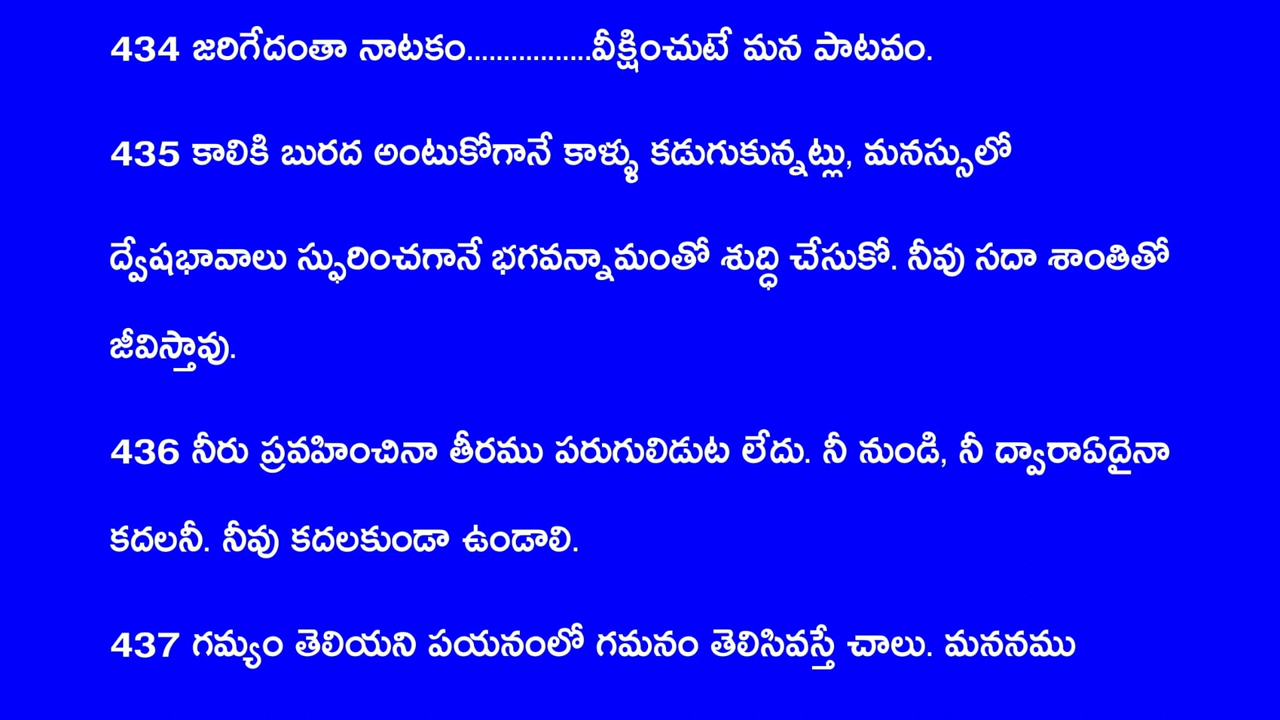 434 జరిగేదంతా నాటకం.................వీక్షించుటే మన పాటవం.
435 కాలికి బురద అంటుకోగానే కాళ్ళు కడుగుకున్నట్లు, మనస్సులో
ద్వేషభావాలు స్ఫురించగానే భగవన్నామంతో శుద్ధి చేసుకో. నీవు సదా శాంతితో
జీవిస్తావు.
436 నీరు ప్రవహించినా తీరము పరుగులిడుట లేదు. నీ నుండి, నీ ద్వారాఏదైనా
కదలనీ. నీవు కదలకుండా ఉండాలి.
437 గమ్యం తెలియని పయనంలో గమనం తెలిసివస్తే చాలు. మననము